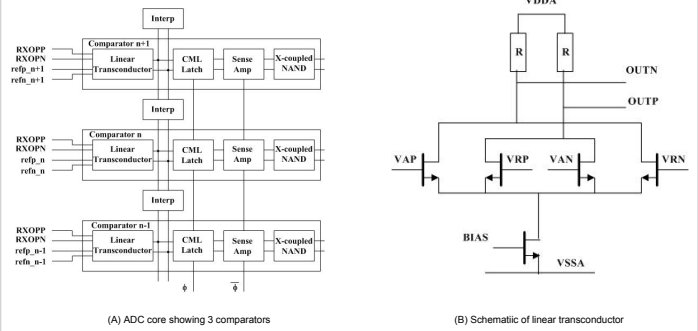 Interp
Comparator n+1
RXOPP
RXOPN
refp_n+1
refn_n+1
Linear
Transconductor
CML
Latch
Sense
Amp
X-coupled
NAND
Interp
Comparator n
RXOPP
RXOPN
refp_n
refn_n
Linear
Transconductor
CML
Latch
Sense
Amp
X-coupled
NAND
Interp
Comparator n-1
RXOPP
RXOPN
refp_n-1
refn_n-1
Linear
Transconductor
CML
Latch
Sense
Amp
X-coupled
NAND
ϕ
ϕ̅
(A) ADC core showing 3 comparators
VDDA
R
R
OUTN
OUTP
VAP
VRP
VAN
VRN
BIAS
VSSA
(B) Schematiic of linear transconductor